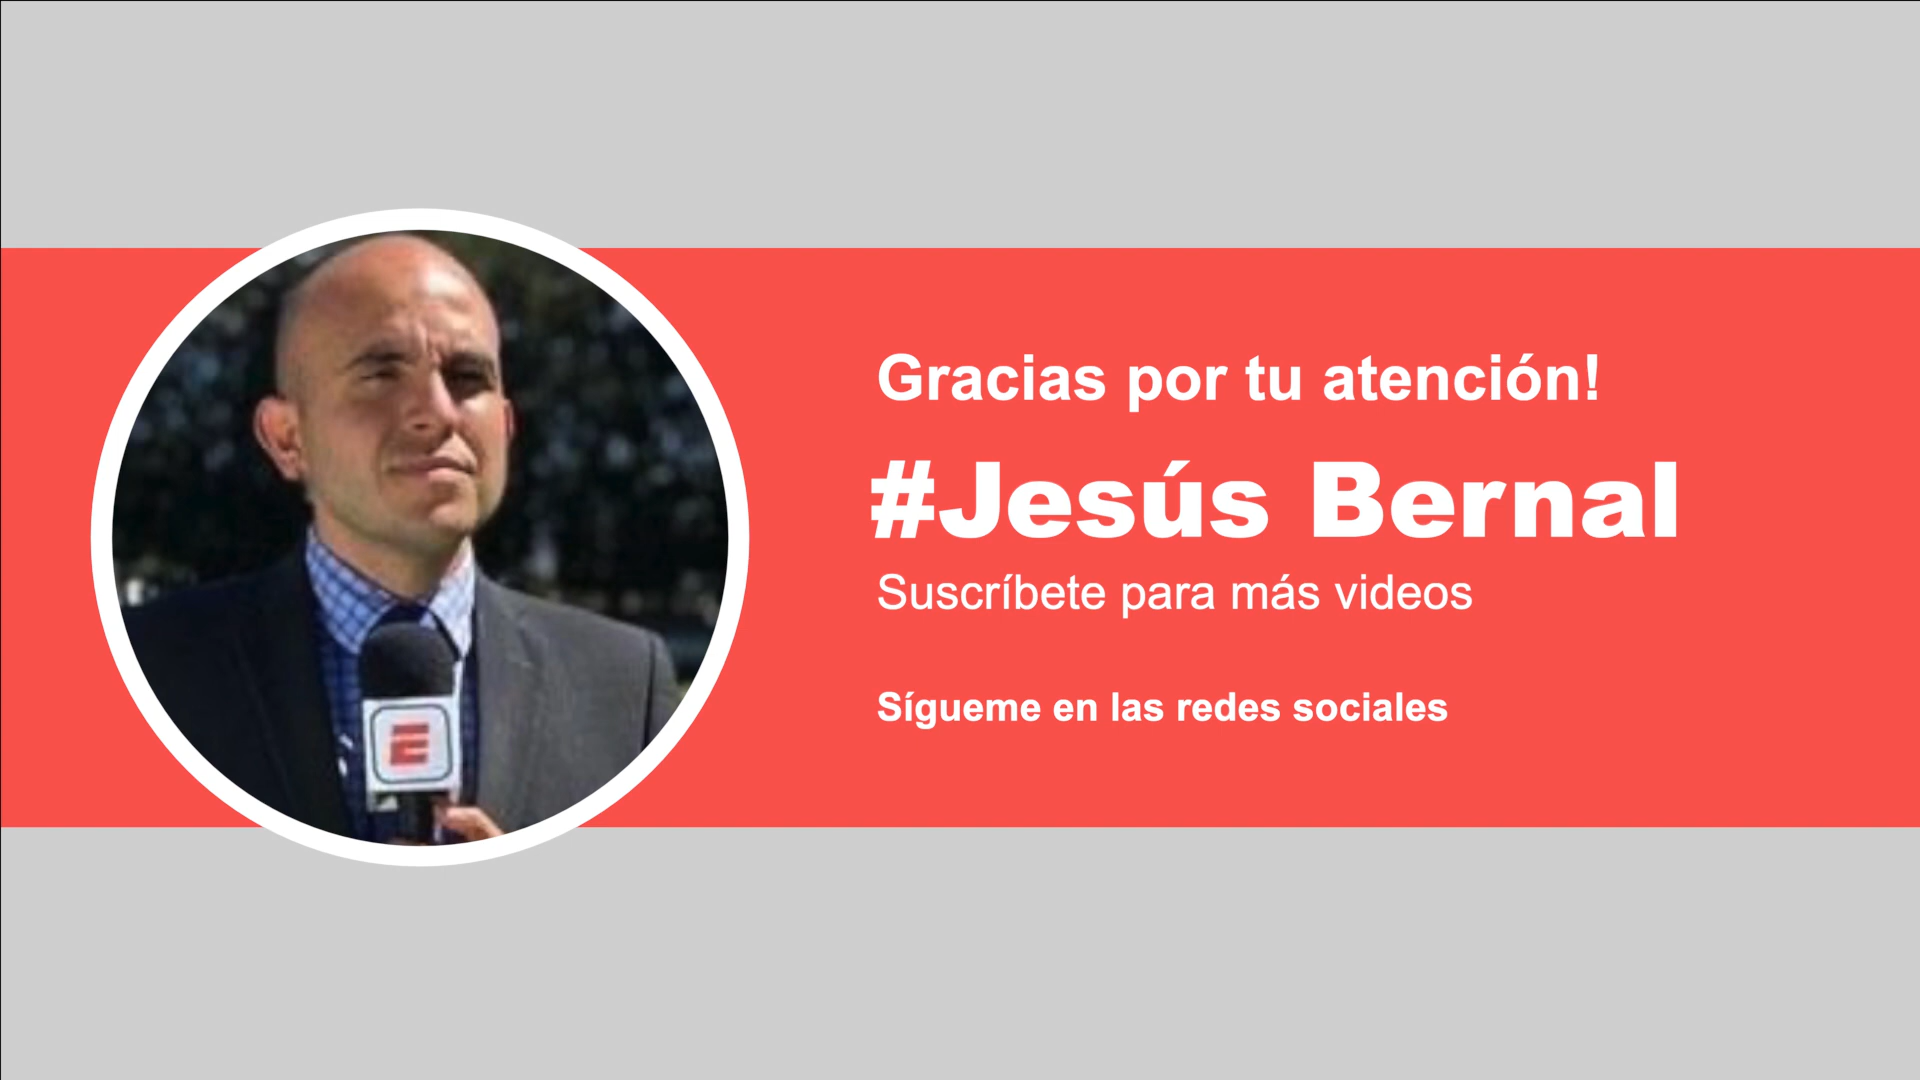 Gracias por tu atención!
#Jesús Bernal
Suscríbete para más videos
Sígueme en las redes sociales
E